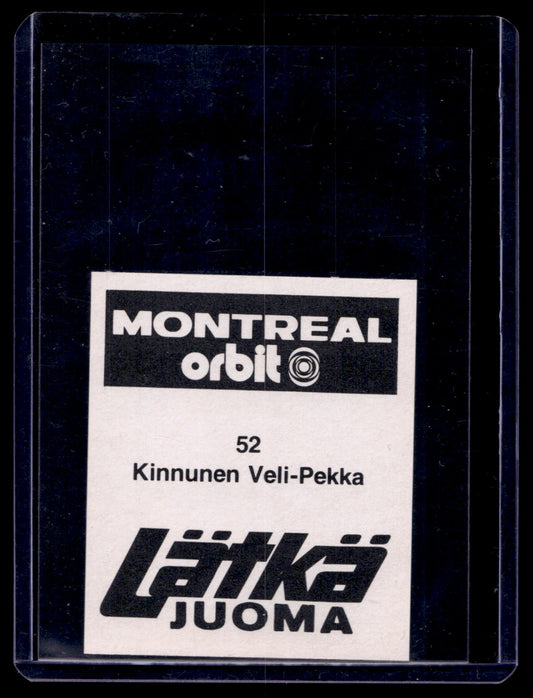 MONTREAL
orbit
52
Kinnunen Veli-Pekka
Lätkä
JUOMA